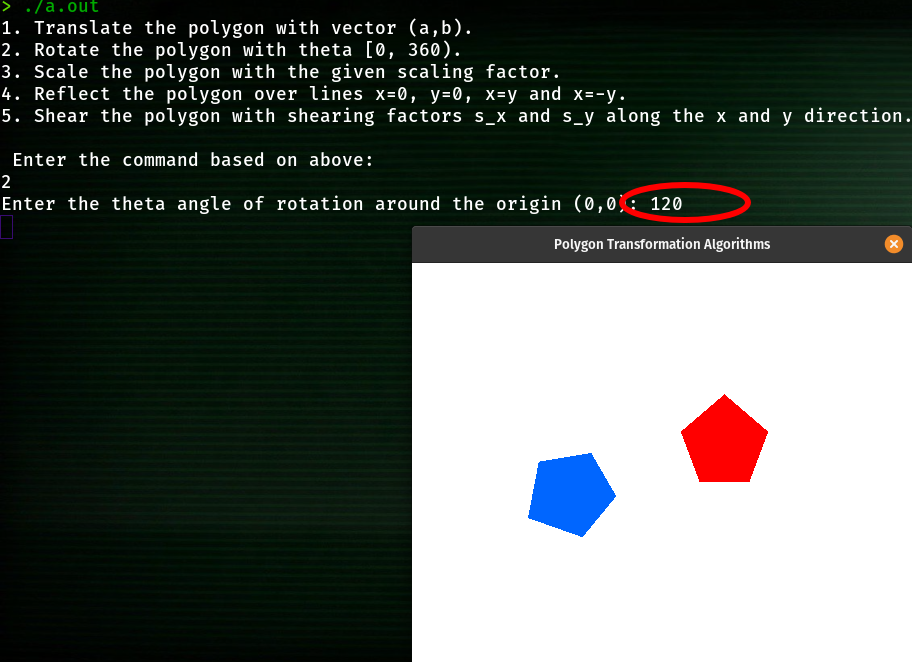 > ./a.out
1. Translate the polygon with vector (a,b).
2. Rotate the polygon with theta [0, 360).
3. Scale the polygon with the given scaling factor.
4. Reflect the polygon over lines x=0, y=0, x=y and x=-y.
5. Shear the polygon with shearing factors s_x and s_y along the x and y direction.
Enter the command based on above:
2
Enter the theta angle of rotation around the origin (0,0): 120
Polygon Transformation Algorithms